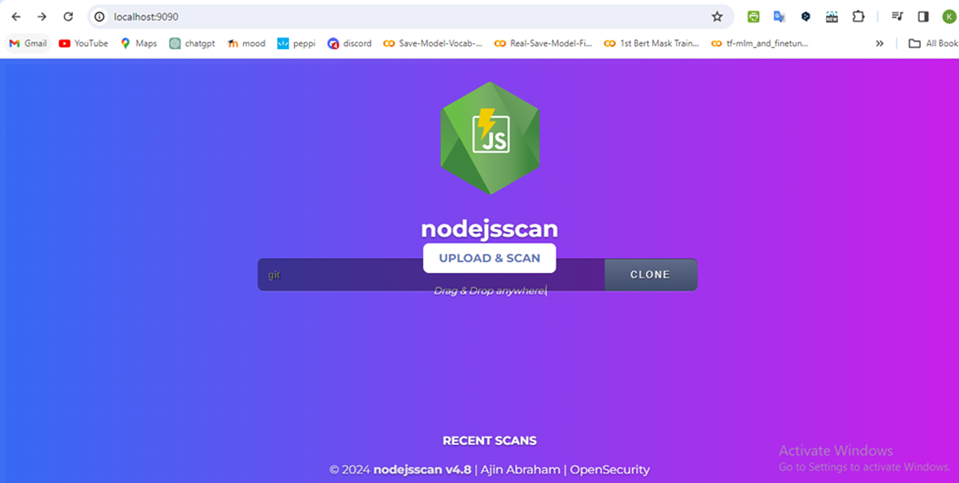 localhost:9090
K
Gmail YouTube Maps chatgpt mood peppi discord Save-Model-Vocab-... Real-Save-Model-Fi... 1st Bert Mask Train... tf-mlm_and_finetun... » All Book
JS
nodejsscan
UPLOAD & SCAN
git CLONE
Drag & Drop anywhere!
RECENT SCANS
Activate Windows
Go to Settings to activate Windows.
© 2024 nodejsscan v4.8 | Ajin Abraham | OpenSecurity